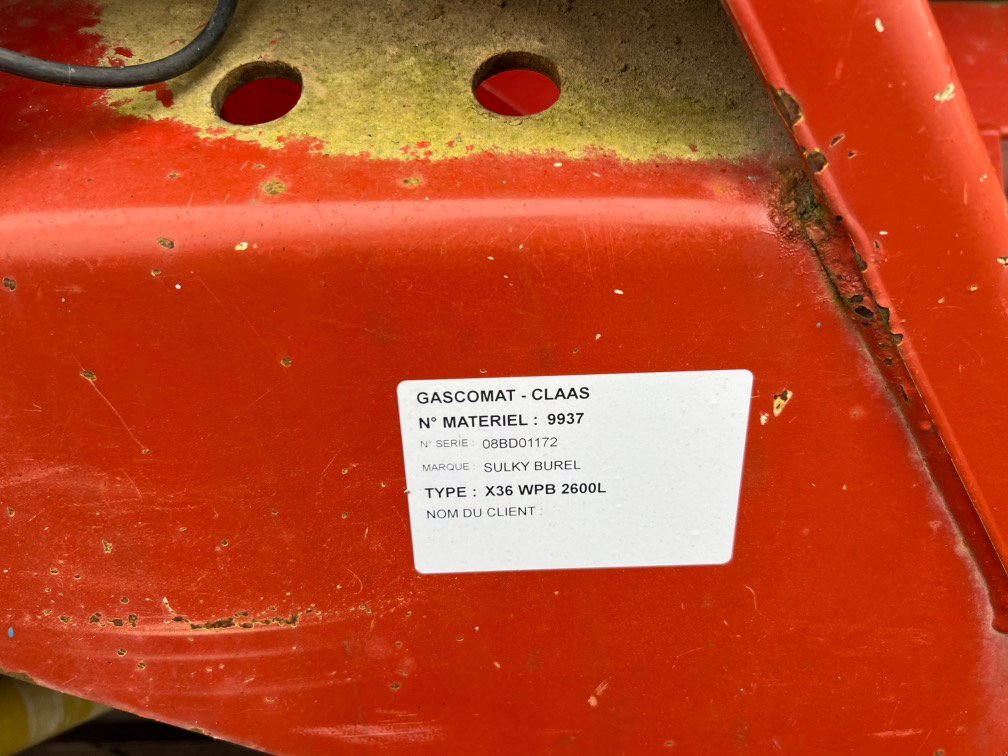 GASCOMAT - CLAAS
N° MATERIEL : 9937
N° SERIE : 08BD01172
MARQUE : SULKY BUREL
TYPE : X36 WPB 2600L
NOM DU CLIENT :